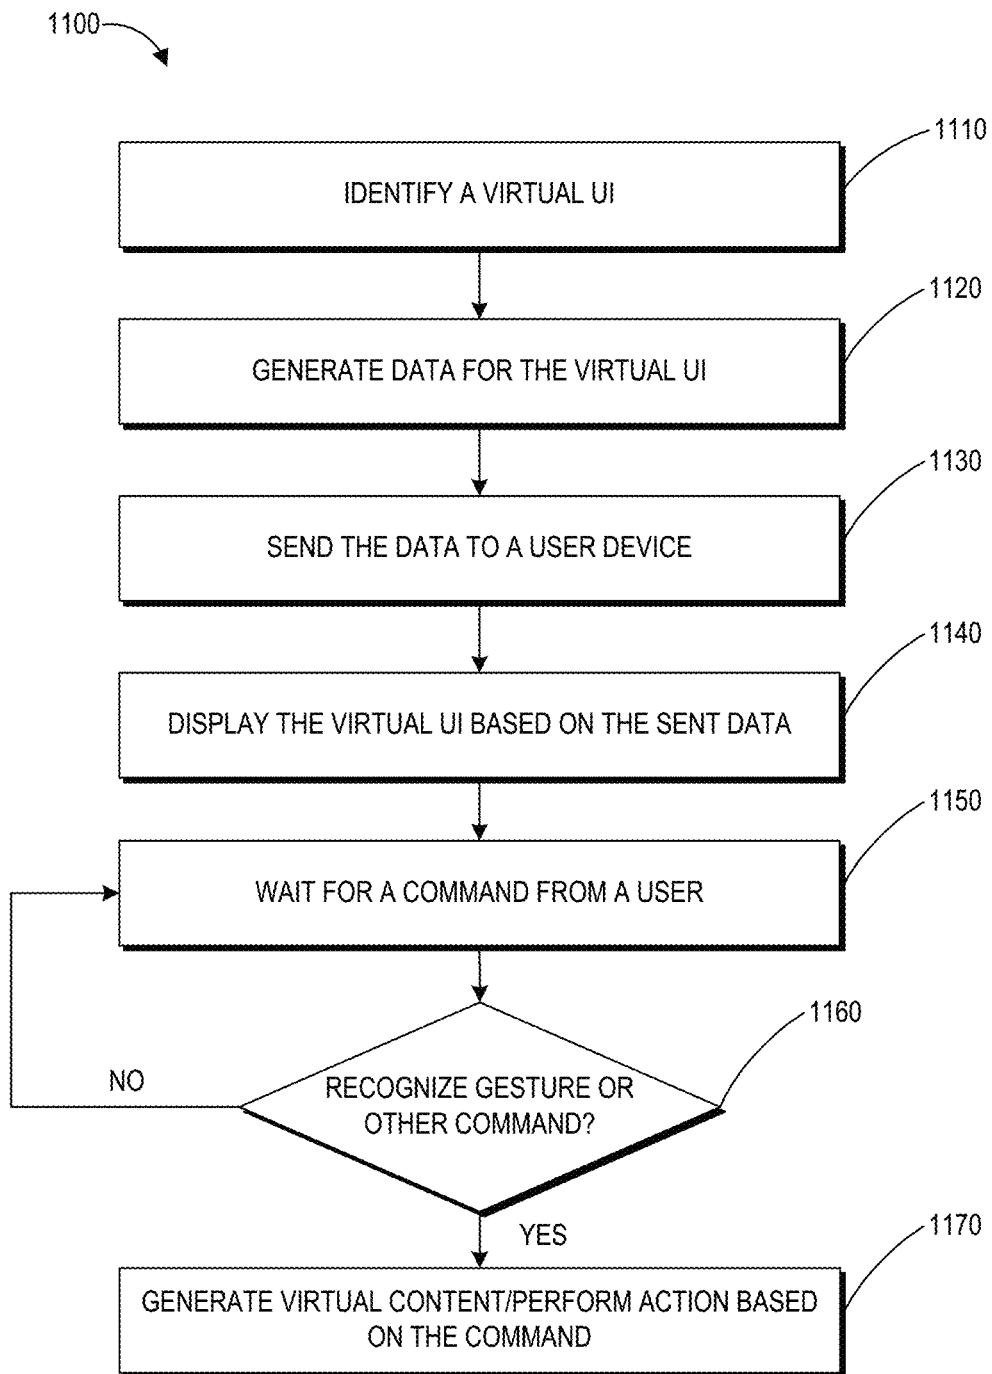 1100
1110
IDENTIFY A VIRTUAL UI
1120
GENERATE DATA FOR THE VIRTUAL UI
1130
SEND THE DATA TO A USER DEVICE
1140
DISPLAY THE VIRTUAL UI BASED ON THE SENT DATA
1150
WAIT FOR A COMMAND FROM A USER
1160
NO
RECOGNIZE GESTURE OR
OTHER COMMAND?
YES
1170
GENERATE VIRTUAL CONTENT/PERFORM ACTION BASED
ON THE COMMAND